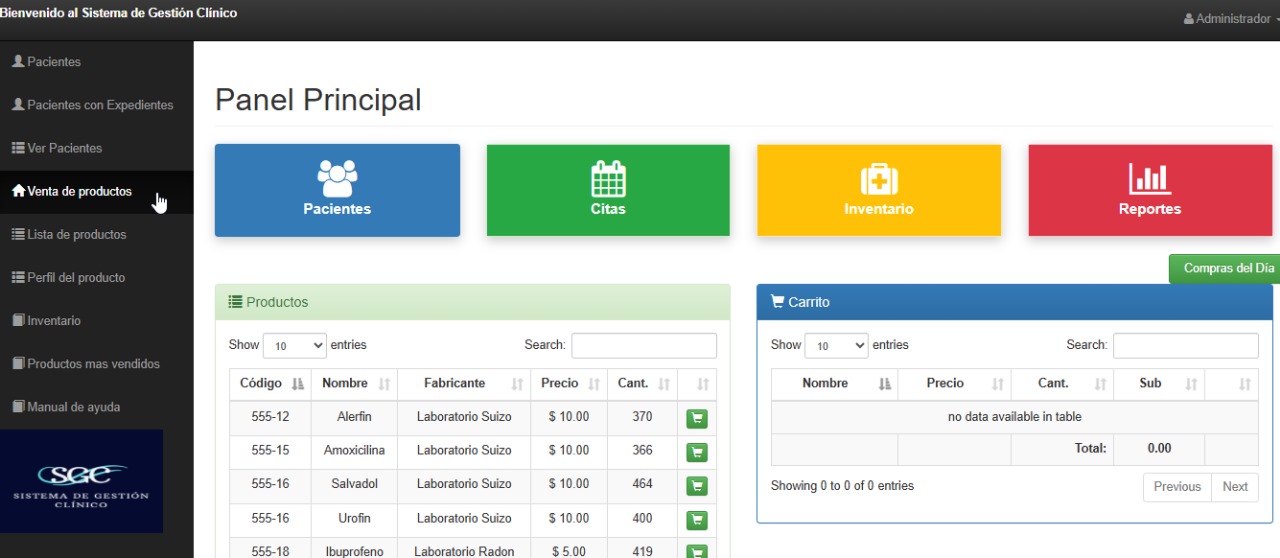 Bienvenido al Sistema de Gestión Clínico
Administrador
Pacientes
Pacientes con Expedientes
Ver Pacientes
Venta de productos
Lista de productos
Perfil del producto
Inventario
Productos mas vendidos
Manual de ayuda
SGC
SISTEMA DE GESTIÓN
CLÍNICO
Panel Principal
Pacientes
Citas
Inventario
Reportes
Compras del Día
Productos
Show 10 entries Search:
Código Nombre Fabricante Precio Cant.
555-12 Alerfin Laboratorio Suizo $ 10.00 370
555-15 Amoxicilina Laboratorio Suizo $ 10.00 366
555-16 Salvadol Laboratorio Suizo $ 10.00 464
555-16 Urofin Laboratorio Suizo $ 10.00 400
555-18 Ibuprofeno Laboratorio Radon $ 5.00 419
Carrito
Show 10 entries Search:
Nombre Precio Cant. Sub
no data available in table
Total: 0.00
Showing 0 to 0 of 0 entries
Previous Next